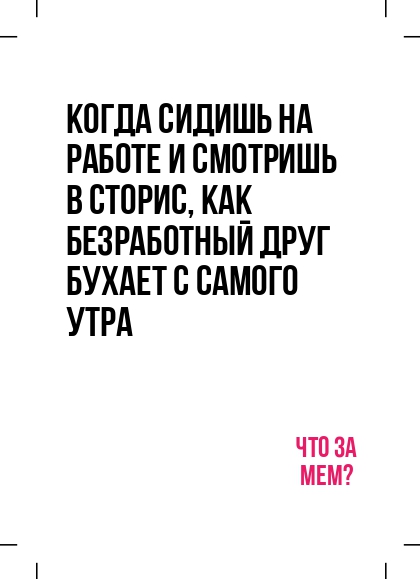 КОГДА СИДИШЬ НА
РАБОТЕ И СМОТРИШЬ
В СТОРИС, КАК
БЕЗРАБОТНЫЙ ДРУГ
БУХАЕТ С САМОГО
УТРА
ЧТО ЗА
МЕМ?